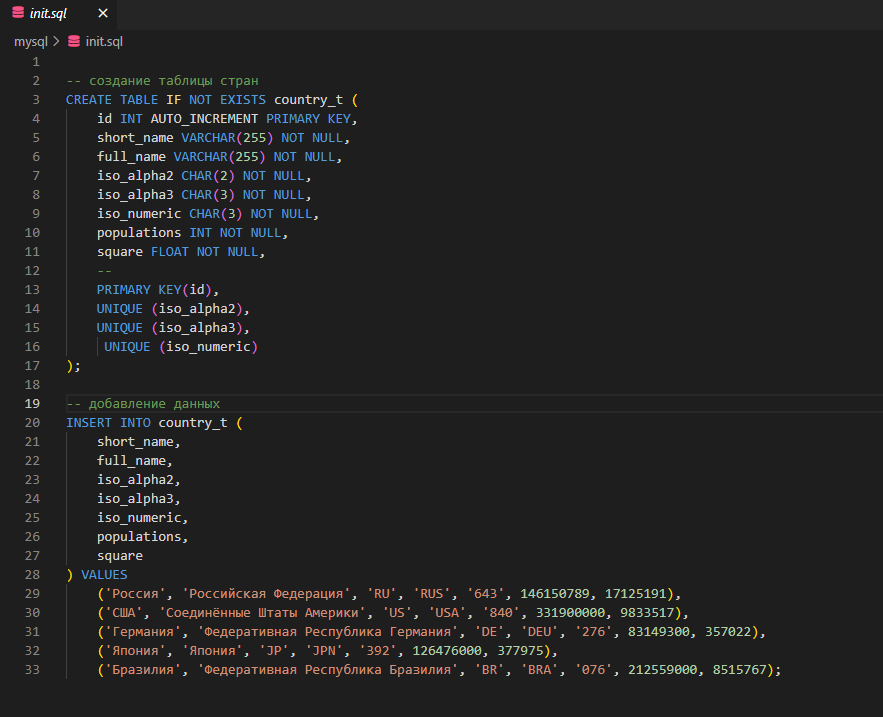 init.sql ×
mysql > init.sql
1
2 -- создание таблицы стран
3 CREATE TABLE IF NOT EXISTS country_t (
4 id INT AUTO_INCREMENT PRIMARY KEY,
5 short_name VARCHAR(255) NOT NULL,
6 full_name VARCHAR(255) NOT NULL,
7 iso_alpha2 CHAR(2) NOT NULL,
8 iso_alpha3 CHAR(3) NOT NULL,
9 iso_numeric CHAR(3) NOT NULL,
10 populations INT NOT NULL,
11 square FLOAT NOT NULL,
12 --
13 PRIMARY KEY(id),
14 UNIQUE (iso_alpha2),
15 UNIQUE (iso_alpha3),
16 UNIQUE (iso_numeric)
17 );
18
19 -- добавление данных
20 INSERT INTO country_t (
21 short_name,
22 full_name,
23 iso_alpha2,
24 iso_alpha3,
25 iso_numeric,
26 populations,
27 square
28 ) VALUES
29 ('Россия', 'Российская Федерация', 'RU', 'RUS', '643', 146150789, 17125191),
30 ('США', 'Соединённые Штаты Америки', 'US', 'USA', '840', 331900000, 9833517),
31 ('Германия', 'Федеративная Республика Германия', 'DE', 'DEU', '276', 83149300, 357022),
32 ('Япония', 'Япония', 'JP', 'JPN', '392', 126476000, 377975),
33 ('Бразилия', 'Федеративная Республика Бразилия', 'BR', 'BRA', '076', 212559000, 8515767);